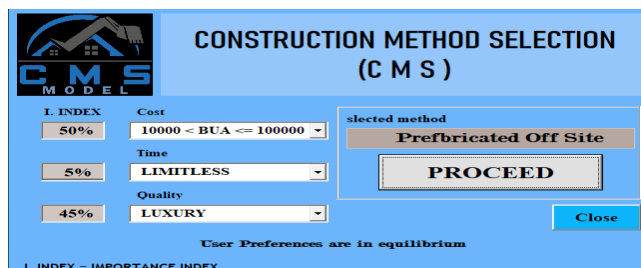 CONSTRUCTION METHOD SELECTION
(C M S)
CMS
MODEL
I. INDEX
Cost
50%
10000 < BUA <= 100000
Time
5%
LIMITLESS
Quality
45%
LUXURY
slected method
Prefbricated Off Site
PROCEED
Close
User Preferences are in equilibrium
I. INDEX = IMPORTANCE INDEX